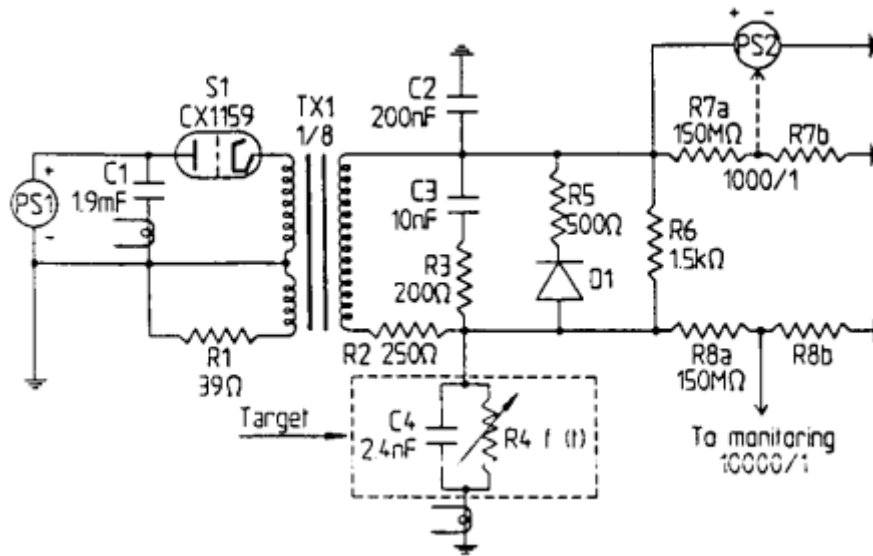 S1
CX1159
TX1
1/8
PS1
+
-
C1
1.9mF
R1
39Ω
C2
200nF
C3
10nF
R3
200Ω
R2 250Ω
R5
500Ω
D1
R6
1.5kΩ
+ -
PS2
R7a
150MΩ
R7b
1000/1
R8a
150MΩ
R8b
To monitoring
10000/1
Target
C4
2.4nF
R4 f (t)